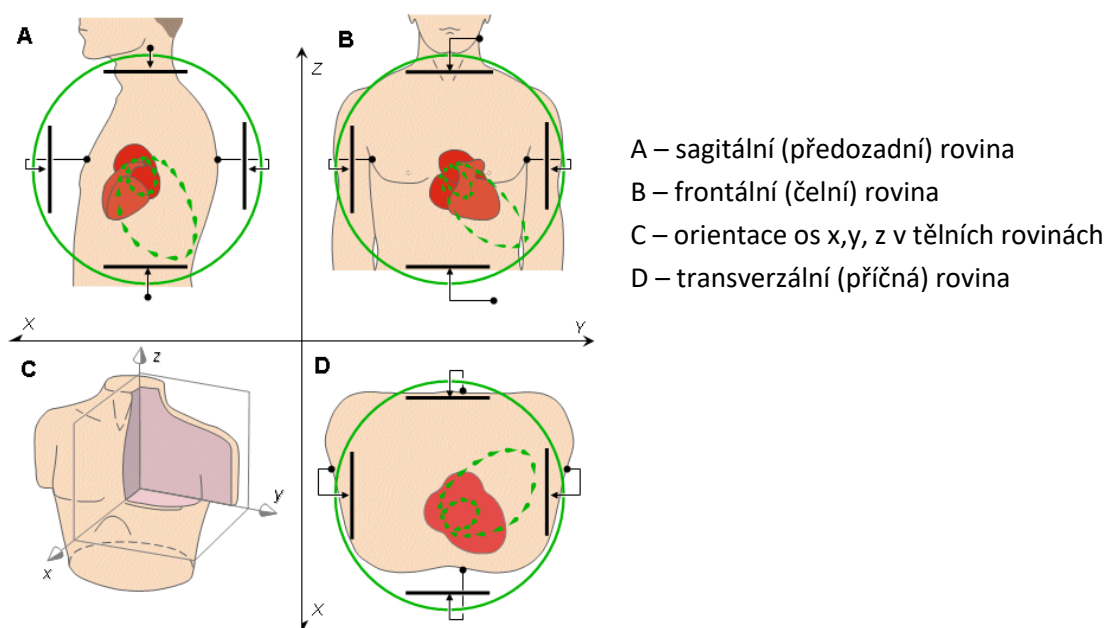 A
B
Z
A – sagitální (předozadní) rovina
B – frontální (čelní) rovina
C – orientace os x,y, z v tělních rovinách
D – transverzální (příčná) rovina
X
Y
C
z
D
y
x
X